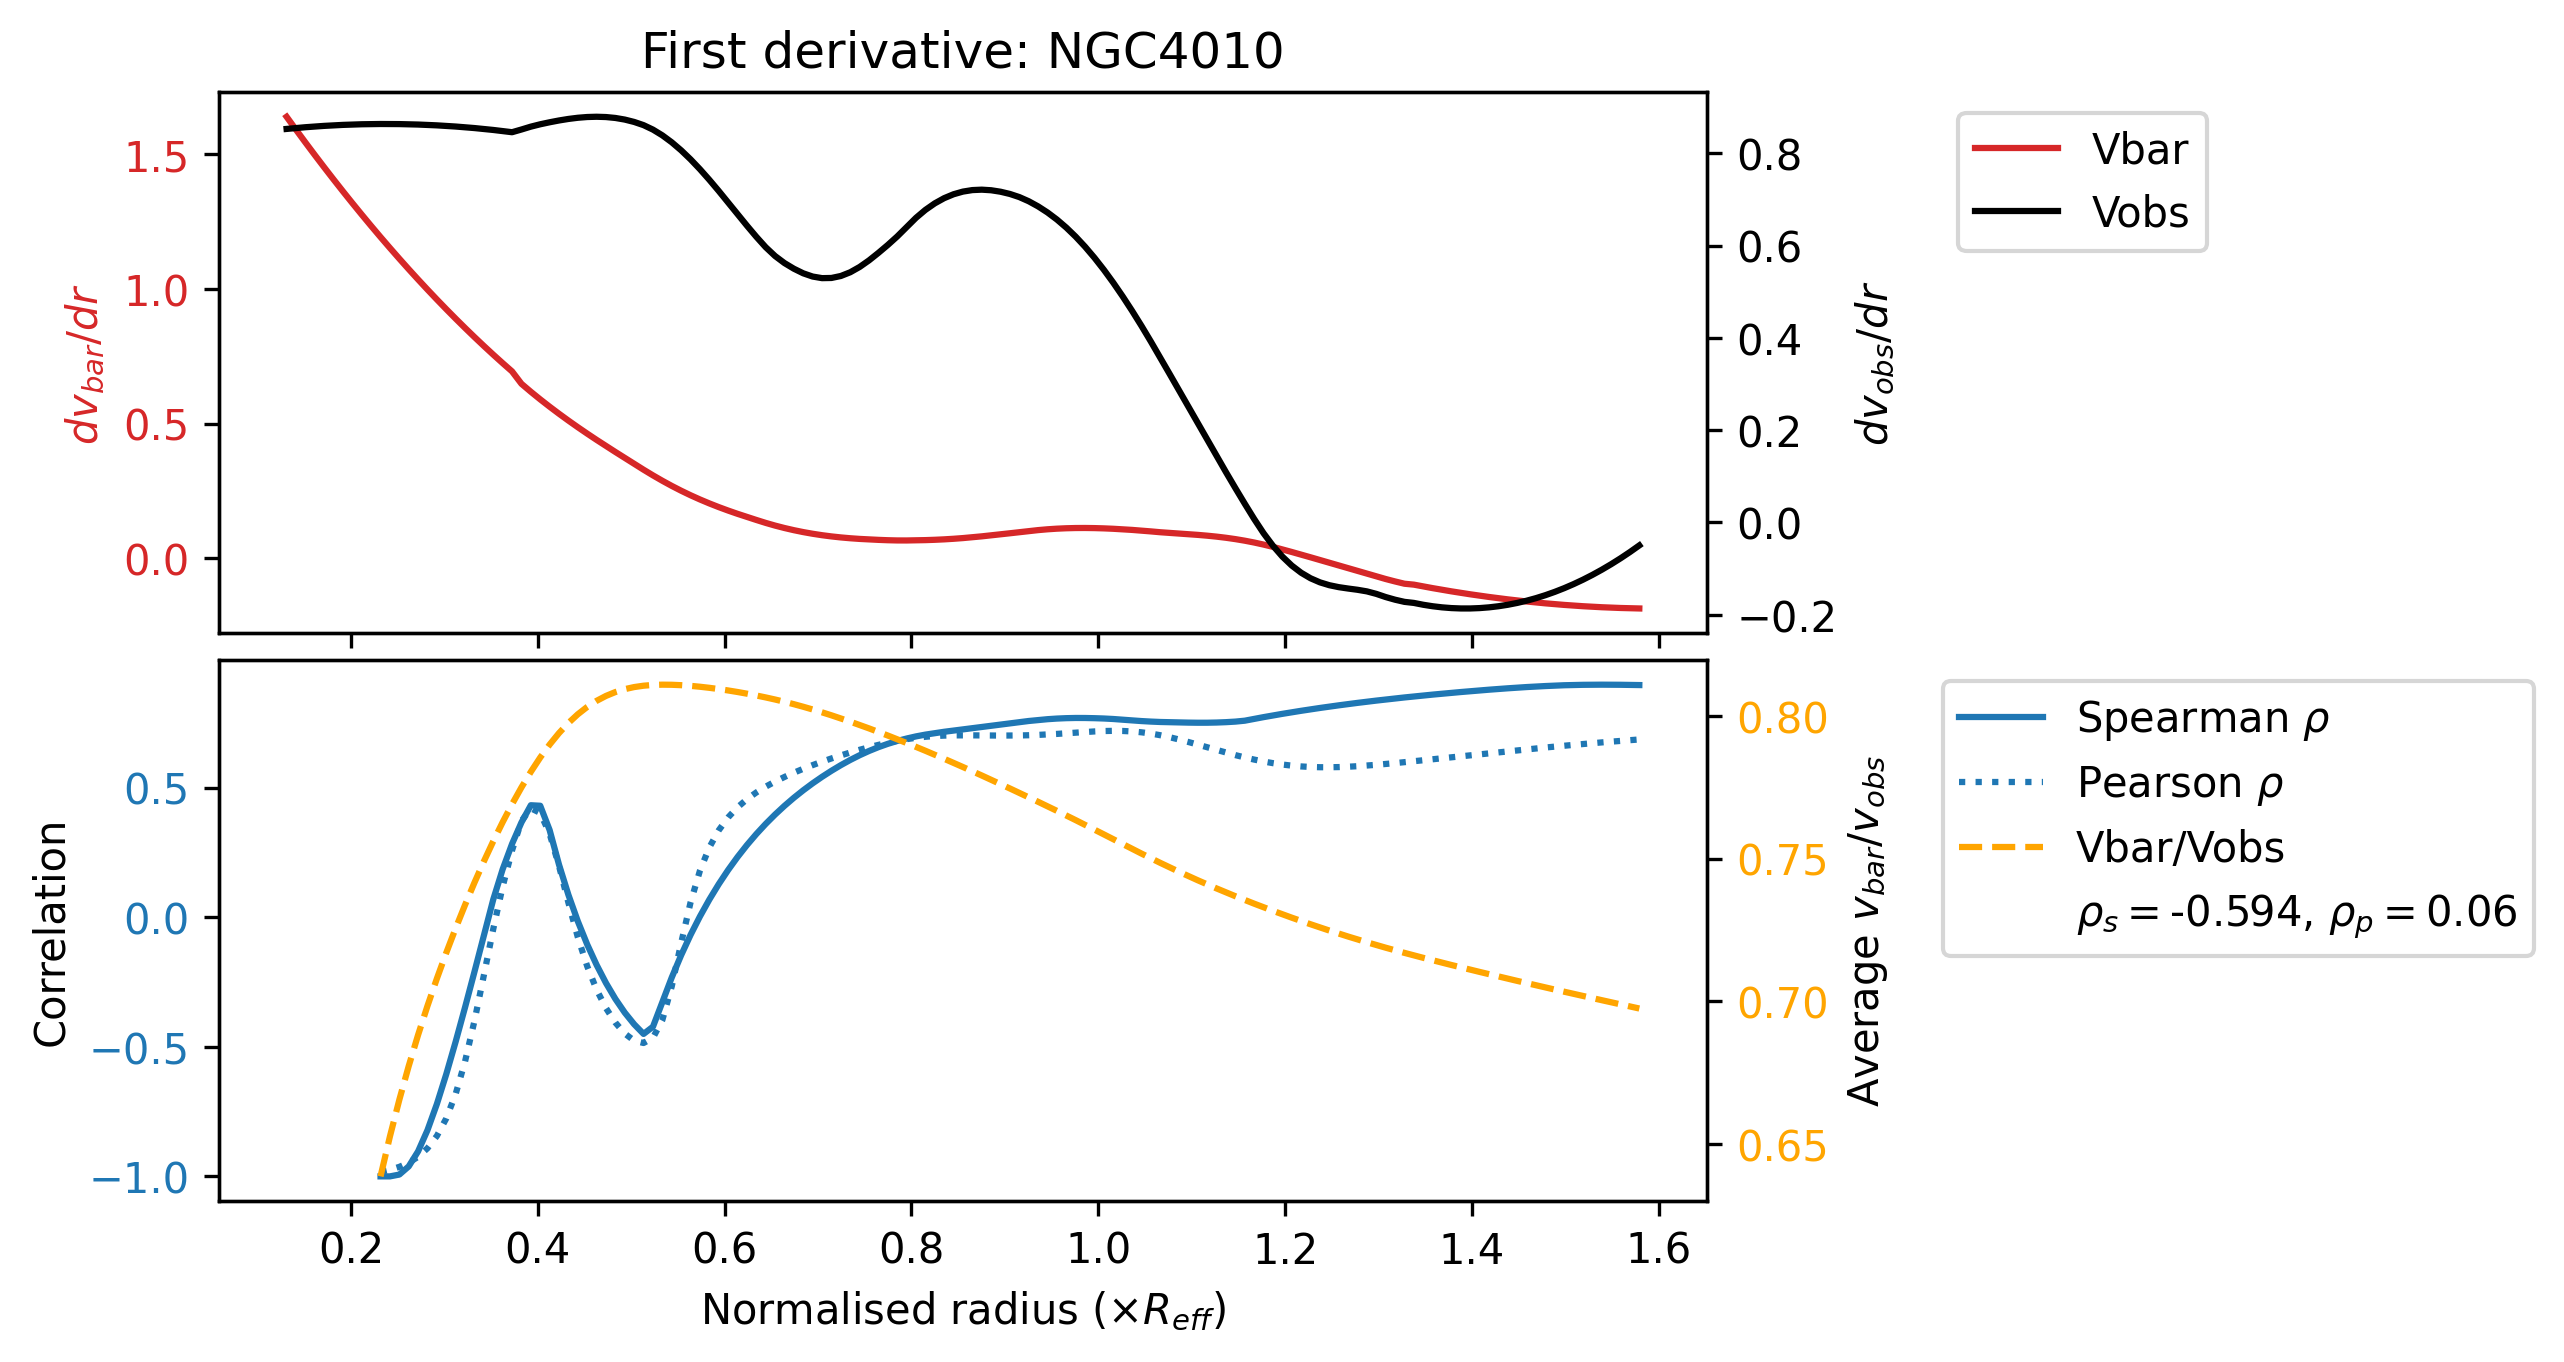 First derivative: NGC4010
dv_bar/dr
1.5
1.0
0.5
0.0
dv_obs/dr
0.8
0.6
0.4
0.2
0.0
−0.2
Vbar
Vobs
Correlation
0.5
0.0
−0.5
−1.0
Average v_bar/v_obs
0.80
0.75
0.70
0.65
Spearman ρ
Pearson ρ
Vbar/Vobs
ρ_s = -0.594, ρ_p = 0.06
0.2 0.4 0.6 0.8 1.0 1.2 1.4 1.6
Normalised radius (×R_eff)